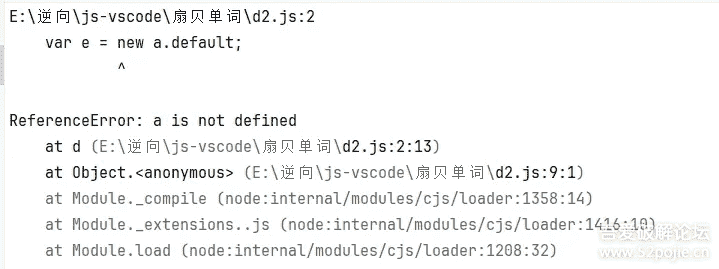 E:\逆向\js-vscode\扇贝单词\d2.js:2
    var e = new a.default;
            ^
ReferenceError: a is not defined
    at d (E:\逆向\js-vscode\扇贝单词\d2.js:2:13)
    at Object.<anonymous> (E:\逆向\js-vscode\扇贝单词\d2.js:9:1)
    at Module._compile (node:internal/modules/cjs/loader:1358:14)
    at Module._extensions..js (node:internal/modules/cjs/loader:1416:10)
    at Module.load (node:internal/modules/cjs/loader:1208:32)
吾爱破解论坛
www.52pojie.cn